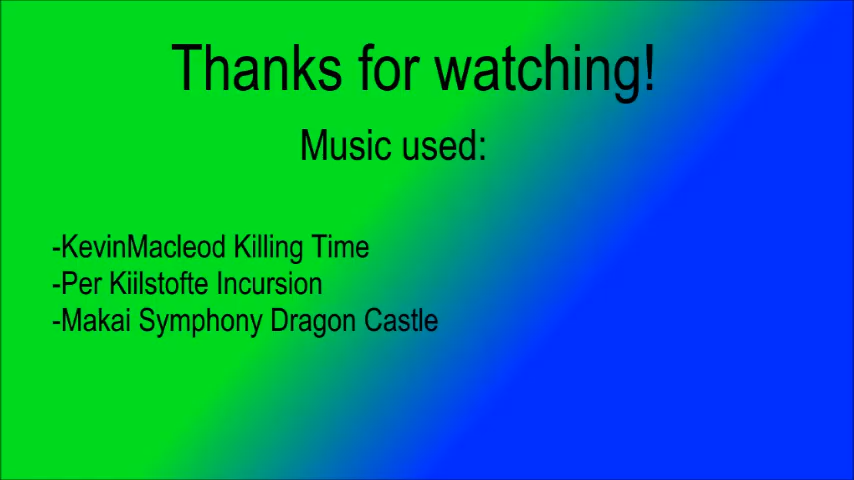 Thanks for watching!
Music used:
-KevinMacleod Killing Time
-Per Kiilstofte Incursion
-Makai Symphony Dragon Castle